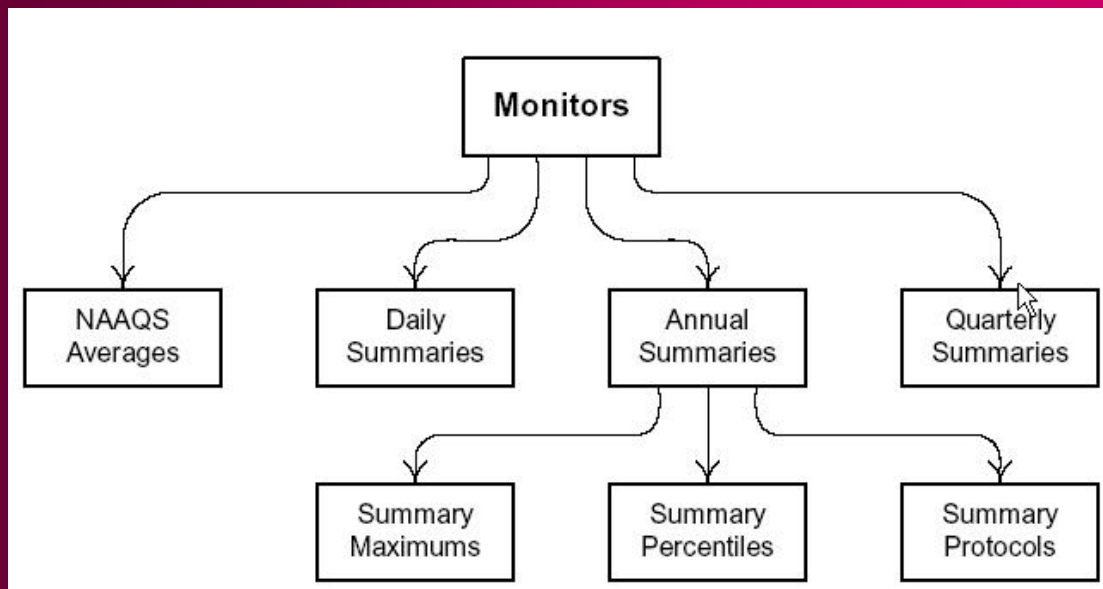 Monitors
NAAQS
Averages
Daily
Summaries
Annual
Summaries
Quarterly
Summaries
Summary
Maximums
Summary
Percentiles
Summary
Protocols